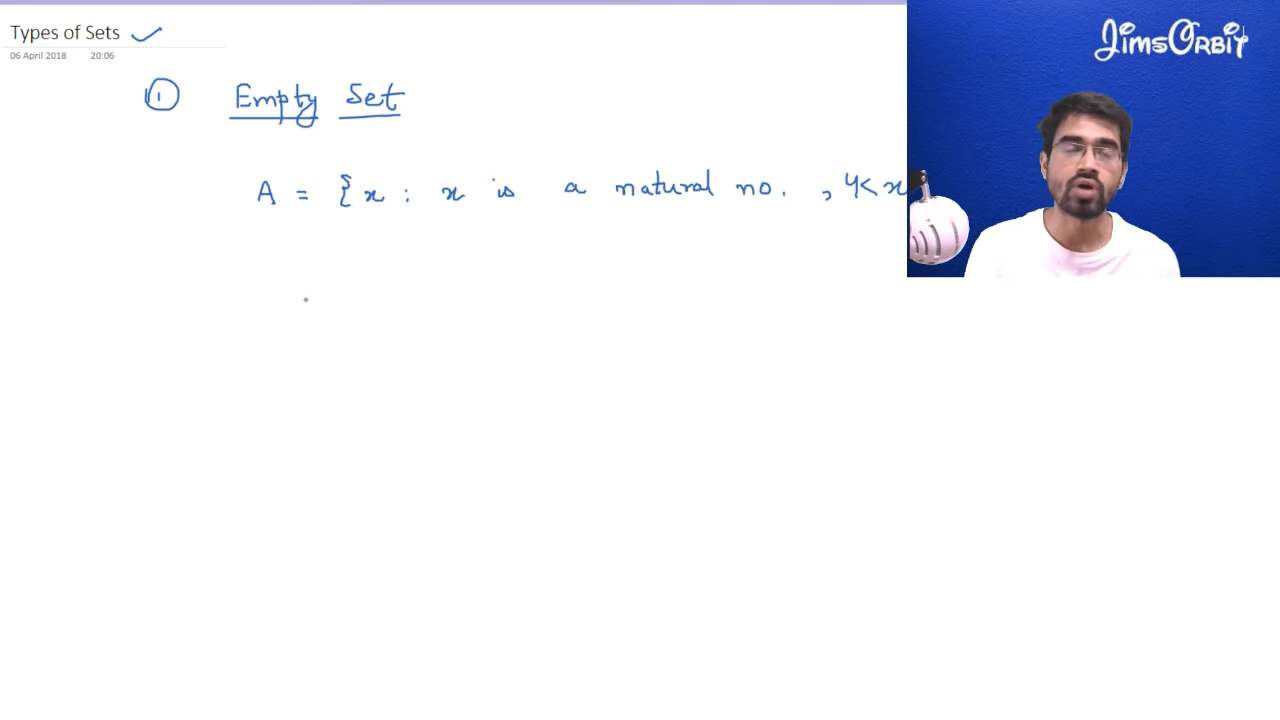 Types of Sets
06 April 2018 20:06
JimsOrbit
① Empty Set
A = {x : x is a natural no. , 4<x